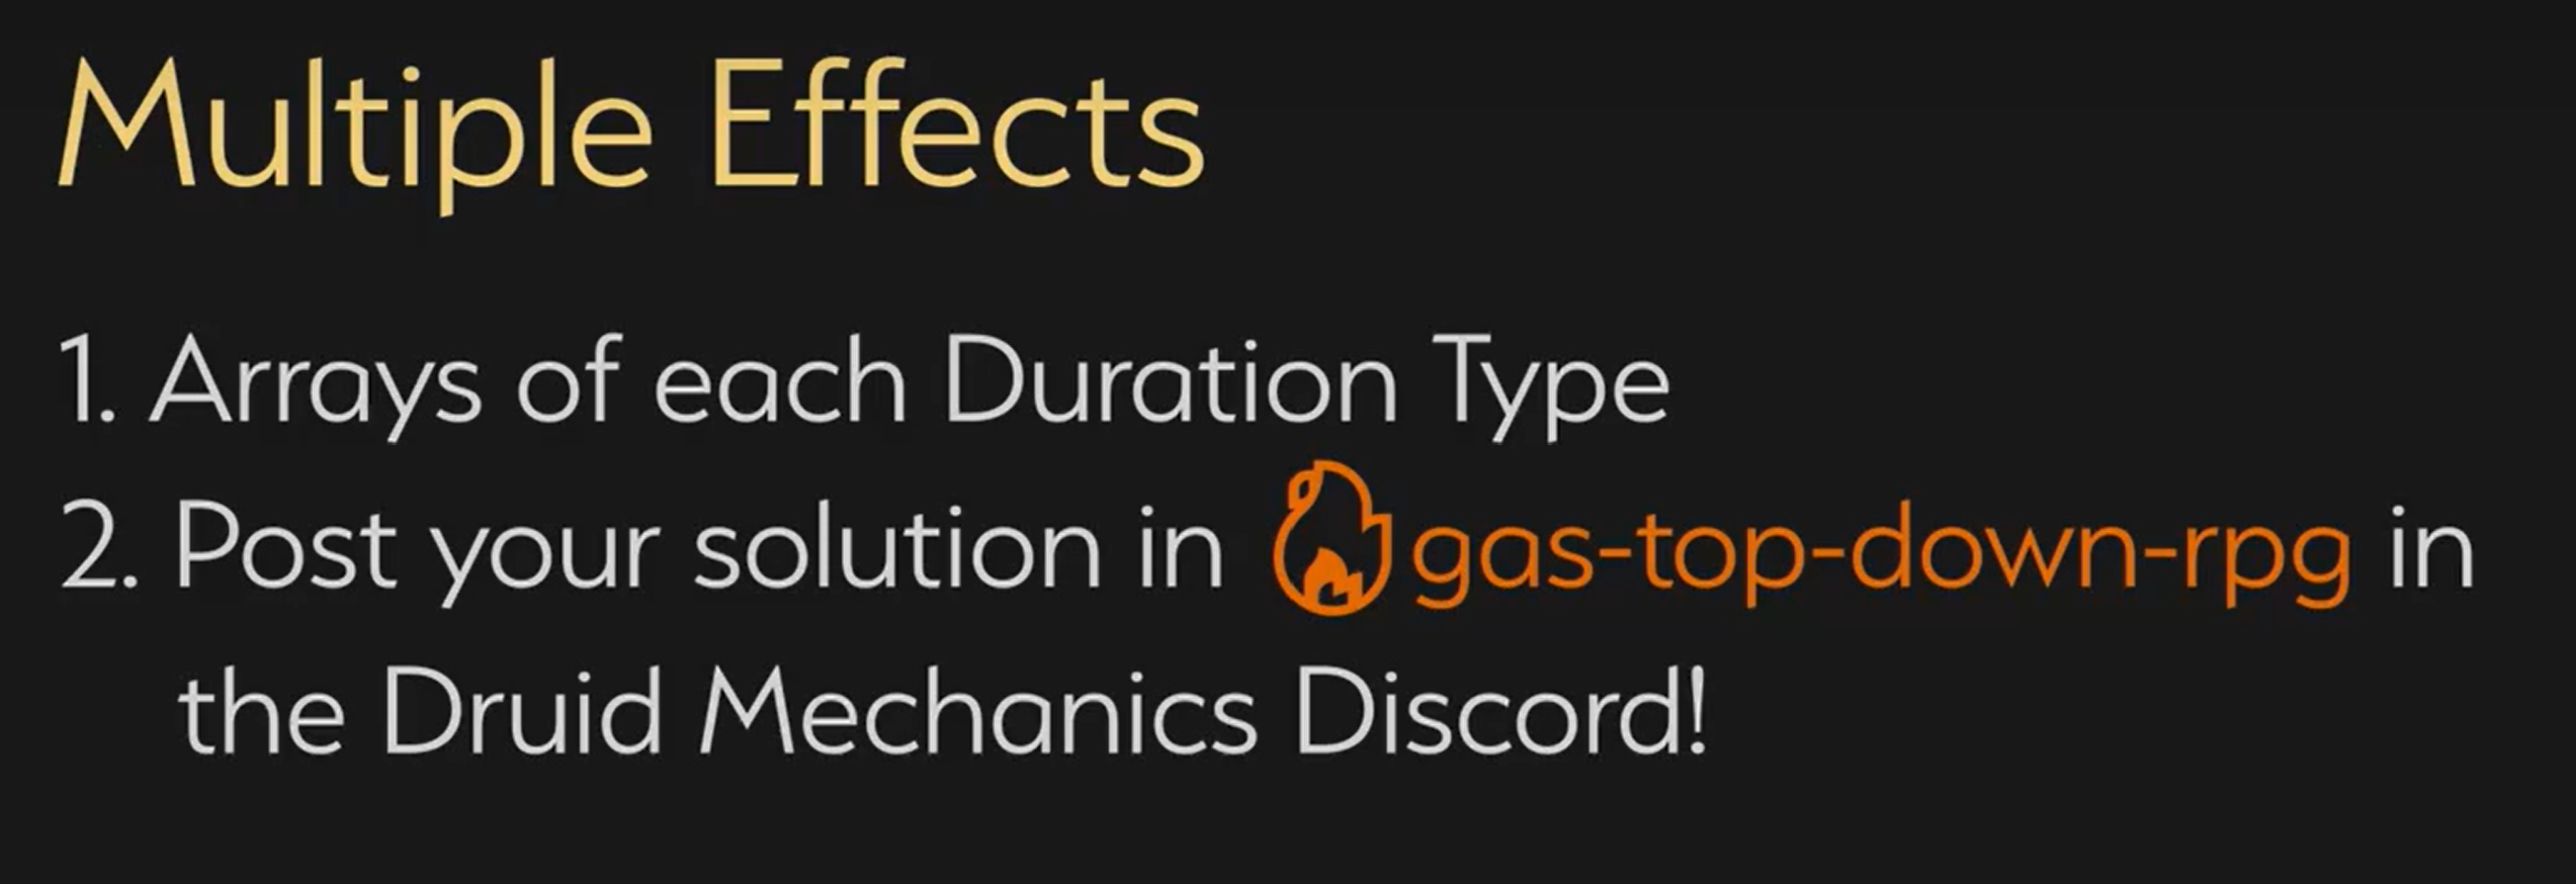 Multiple Effects
1. Arrays of each Duration Type
2. Post your solution in gas-top-down-rpg in
the Druid Mechanics Discord!